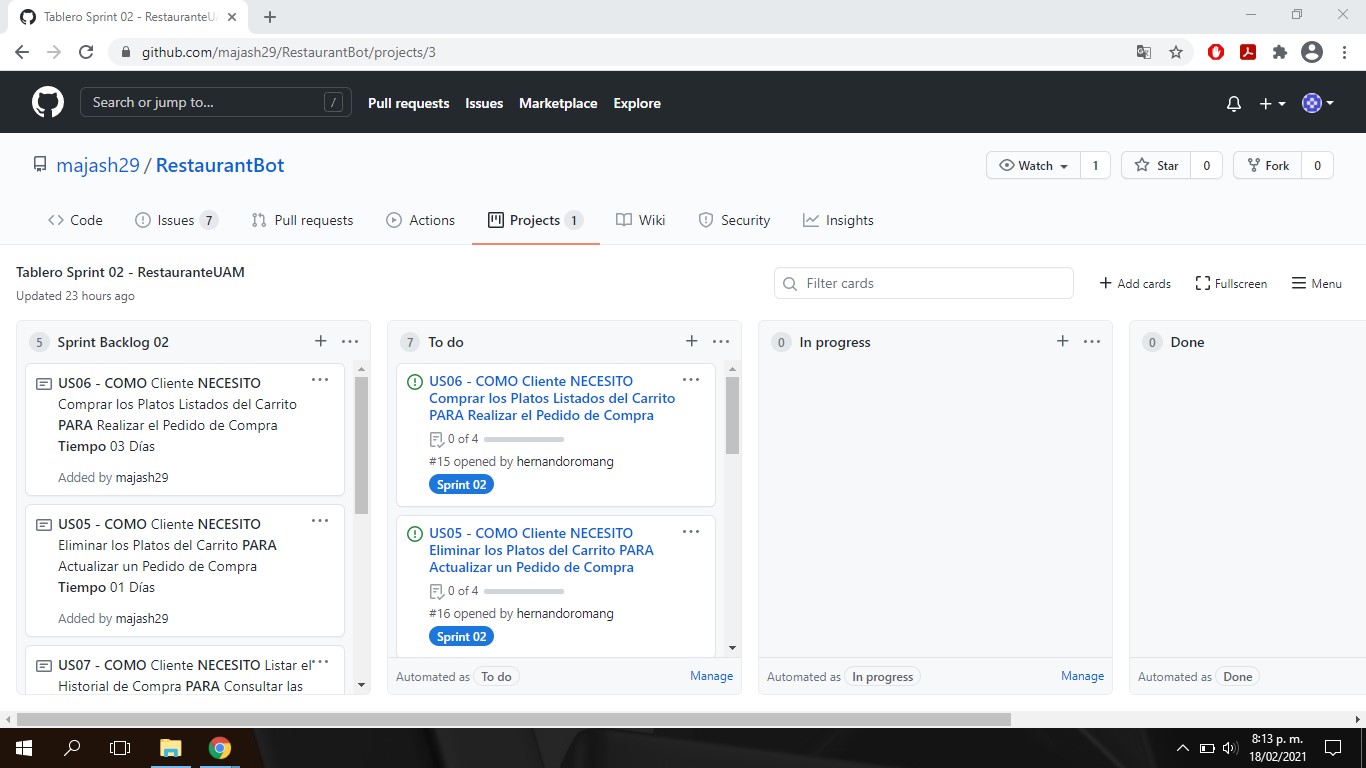 Tablero Sprint 02 - RestauranteU
github.com/majash29/RestaurantBot/projects/3
Search or jump to...
/
Pull requests
Issues
Marketplace
Explore
majash29 / RestaurantBot
Watch
1
Star
0
Fork
0
Code
Issues 7
Pull requests
Actions
Projects 1
Wiki
Security
Insights
Tablero Sprint 02 - RestauranteUAM
Updated 23 hours ago
Filter cards
Add cards
Fullscreen
Menu
5 Sprint Backlog 02
US06 - COMO Cliente NECESITO
Comprar los Platos Listados del Carrito
PARA Realizar el Pedido de Compra
Tiempo 03 Días
Added by majash29
US05 - COMO Cliente NECESITO
Eliminar los Platos del Carrito PARA
Actualizar un Pedido de Compra
Tiempo 01 Días
Added by majash29
US07 - COMO Cliente NECESITO Listar el
Historial de Compra PARA Consultar las
7 To do
US06 - COMO Cliente NECESITO
Comprar los Platos Listados del Carrito
PARA Realizar el Pedido de Compra
0 of 4
#15 opened by hernandoromang
Sprint 02
US05 - COMO Cliente NECESITO
Eliminar los Platos del Carrito PARA
Actualizar un Pedido de Compra
0 of 4
#16 opened by hernandoromang
Sprint 02
Automated as To do
Manage
0 In progress
Automated as In progress
Manage
0 Done
Automated as Done
8:13 p. m.
18/02/2021